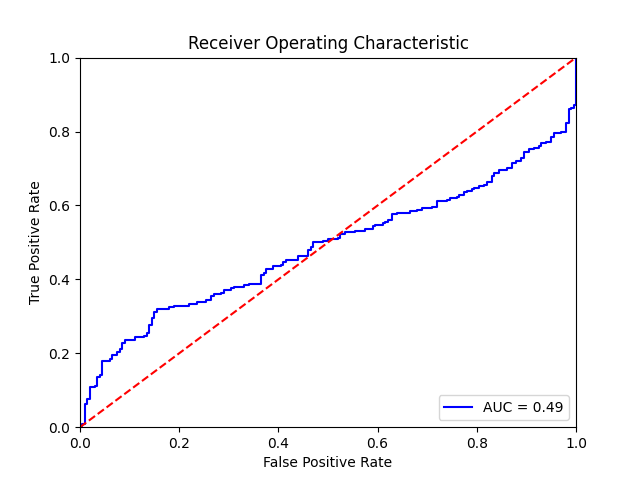 Receiver Operating Characteristic
True Positive Rate
1.0
0.8
0.6
0.4
0.2
0.0
AUC = 0.49
0.0 0.2 0.4 0.6 0.8 1.0
False Positive Rate